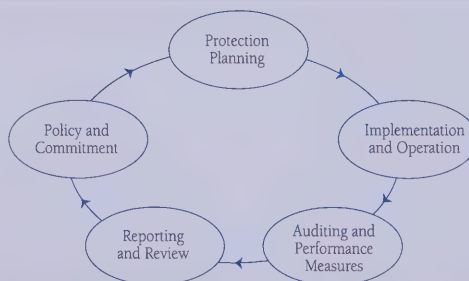 Protection
Planning
Implementation
and Operation
Auditing and
Performance
Measures
Reporting
and Review
Policy and
Commitment